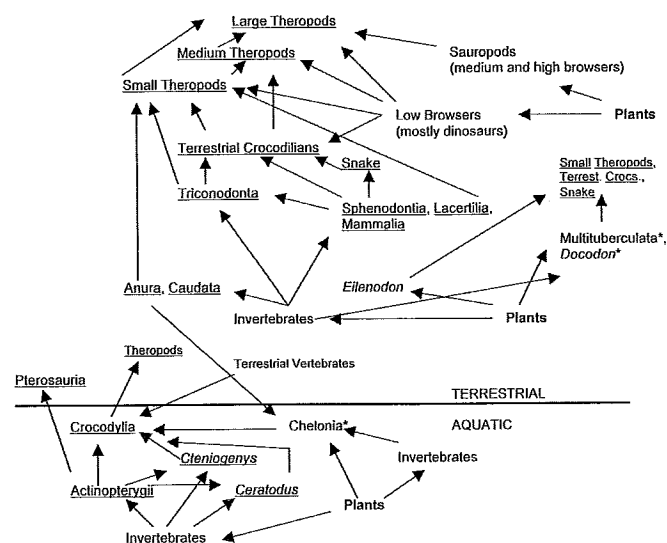 Large Theropods
Medium Theropods
Sauropods
(medium and high browsers)
Small Theropods
Low Browsers
(mostly dinosaurs)
Plants
Terrestrial Crocodilians
Snake
Small Theropods,
Terrest. Crocs.,
Snake
Triconodonta
Sphenodontia, Lacertilia,
Mammalia
Multituberculata*,
Docodon*
Anura, Caudata
Eilenodon
Invertebrates
Plants
Theropods
Terrestrial Vertebrates
Pterosauria
TERRESTRIAL
AQUATIC
Crocodylia
Chelonia*
Invertebrates
Cteniogenys
Actinopterygii
Ceratodus
Plants
Invertebrates